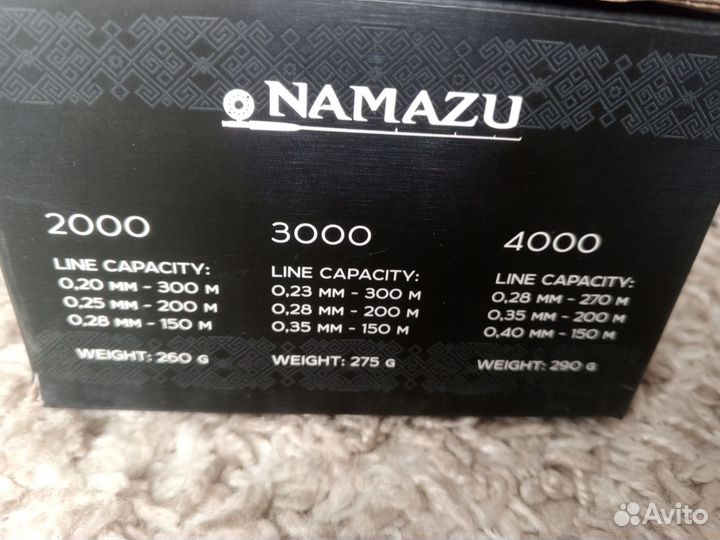 NAMAZU
2000
LINE CAPACITY:
0,20 MM - 300 M
0,25 MM - 200 M
0,28 MM - 150 M
WEIGHT: 260 G
3000
LINE CAPACITY:
0,23 MM - 300 M
0,28 MM - 200 M
0,35 MM - 150 M
WEIGHT: 275 G
4000
LINE CAPACITY:
0,28 MM - 270 M
0,35 MM - 200 M
0,40 MM - 150 M
WEIGHT: 290 G
Avito